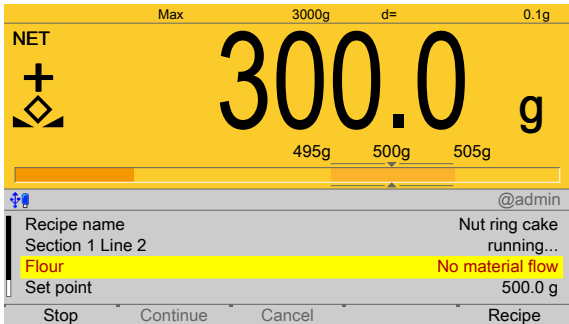 Max 3000g d= 0.1g
NET
300.0 g
495g 500g 505g
@admin
Recipe name Nut ring cake
Section 1 Line 2 running...
Flour No material flow
Set point 500.0 g
Stop Continue Cancel Recipe